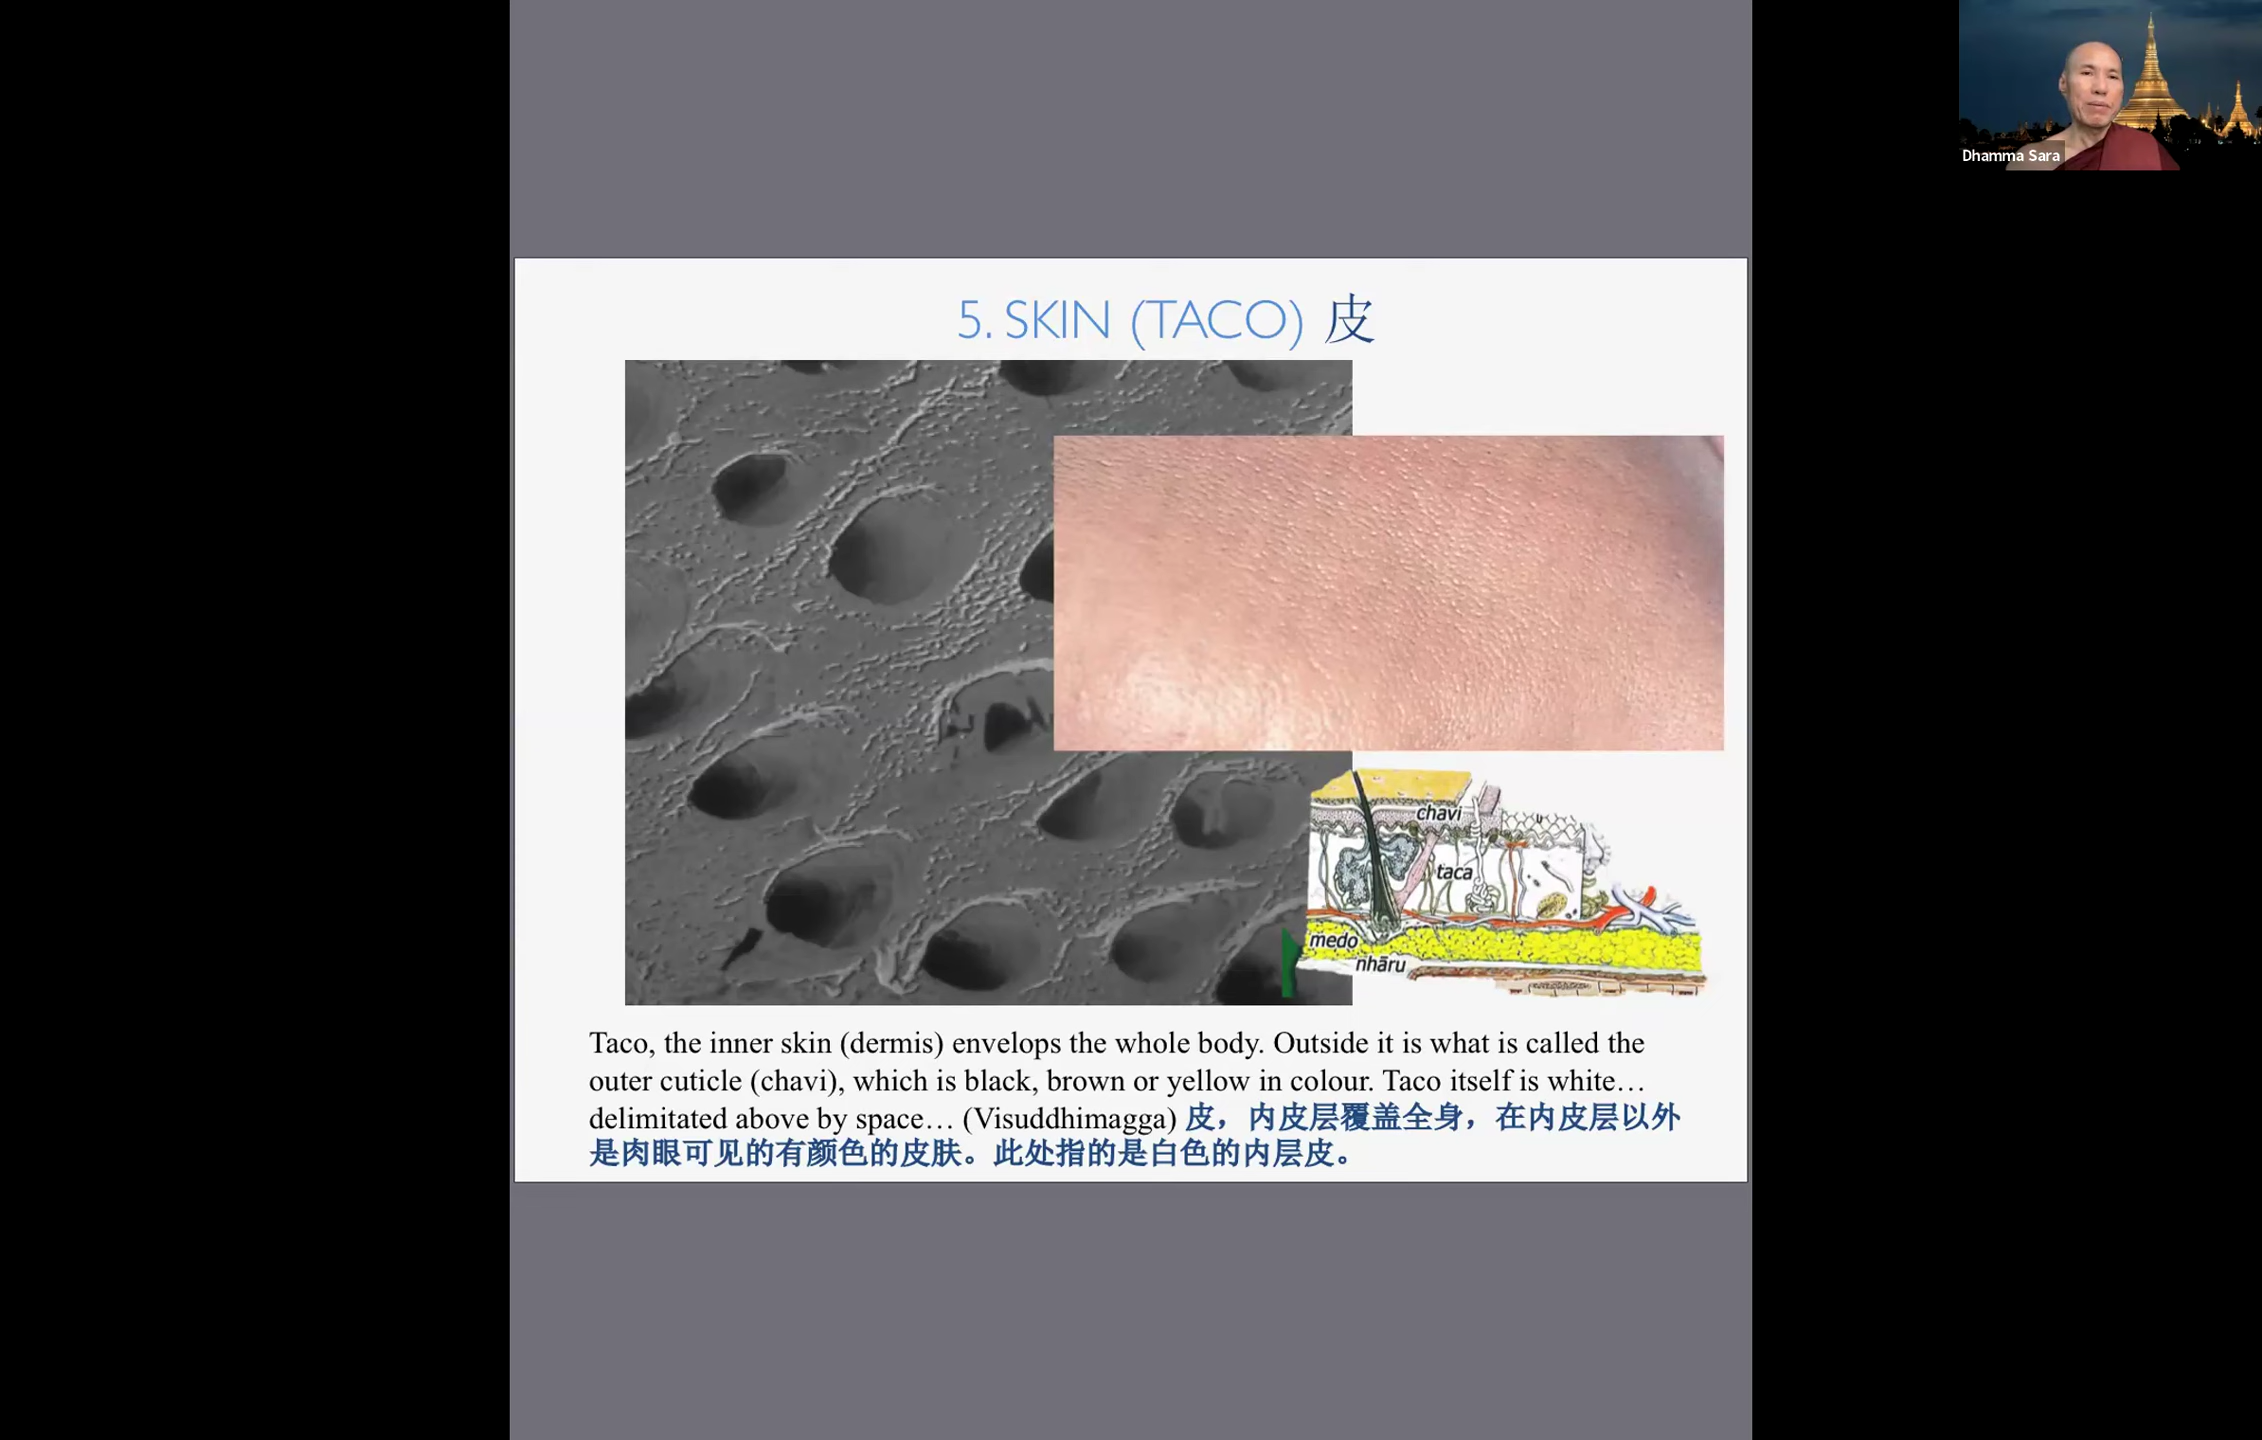 Dhamma Sara
5. SKIN (TACO) 皮
chavi
taca
medo
nhāru
Taco, the inner skin (dermis) envelops the whole body. Outside it is what is called the
outer cuticle (chavi), which is black, brown or yellow in colour. Taco itself is white…
delimitated above by space… (Visuddhimagga) 皮，内皮层覆盖全身，在内皮层以外
是肉眼可见的有颜色的皮肤。此处指的是白色的内层皮。